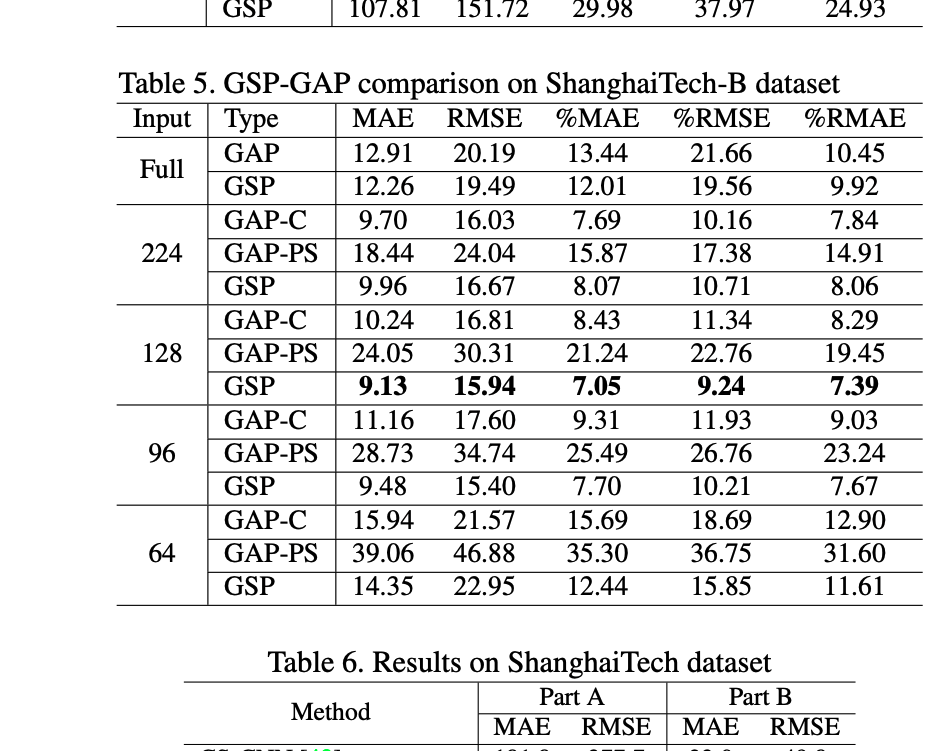 GSP 107.81 151.72 29.98 37.97 24.93
Table 5. GSP-GAP comparison on ShanghaiTech-B dataset
Input Type MAE RMSE %MAE %RMSE %RMAE
Full
GAP 12.91 20.19 13.44 21.66 10.45
GSP 12.26 19.49 12.01 19.56 9.92
224
GAP-C 9.70 16.03 7.69 10.16 7.84
GAP-PS 18.44 24.04 15.87 17.38 14.91
GSP 9.96 16.67 8.07 10.71 8.06
128
GAP-C 10.24 16.81 8.43 11.34 8.29
GAP-PS 24.05 30.31 21.24 22.76 19.45
GSP 9.13 15.94 7.05 9.24 7.39
96
GAP-C 11.16 17.60 9.31 11.93 9.03
GAP-PS 28.73 34.74 25.49 26.76 23.24
GSP 9.48 15.40 7.70 10.21 7.67
64
GAP-C 15.94 21.57 15.69 18.69 12.90
GAP-PS 39.06 46.88 35.30 36.75 31.60
GSP 14.35 22.95 12.44 15.85 11.61
Table 6. Results on ShanghaiTech dataset
Method Part A Part B
MAE RMSE MAE RMSE